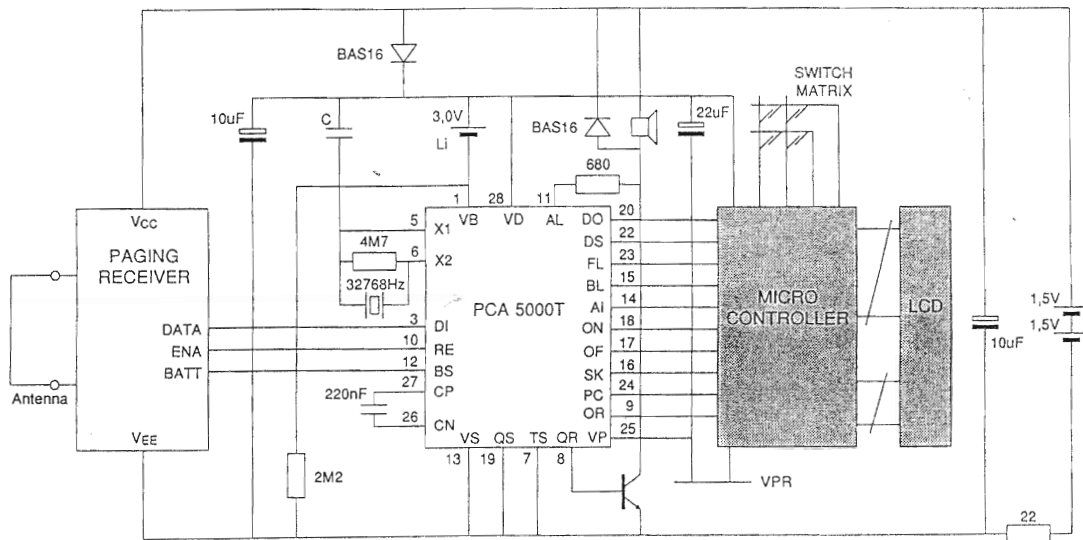 BAS16
SWITCH
MATRIX
10uF
C
3,0V
Li
BAS16
22uF
680
1
28
11
20
VCC
PAGING
RECEIVER
5
X1
VB
VD
AL
DO
22
DS
4M7
6
X2
23
FL
32768Hz
15
BL
PCA 5000T
14
AI
MICRO
CONTROLLER
LCD
1,5V
1,5V
DATA
3
DI
18
ON
10uF
ENA
10
RE
17
OF
BATT
12
BS
16
SK
Antenna
27
CP
24
PC
220nF
26
CN
9
OR
VEE
VS
QS
TS
QR
VP
25
13
19
7
8
2M2
VPR
22